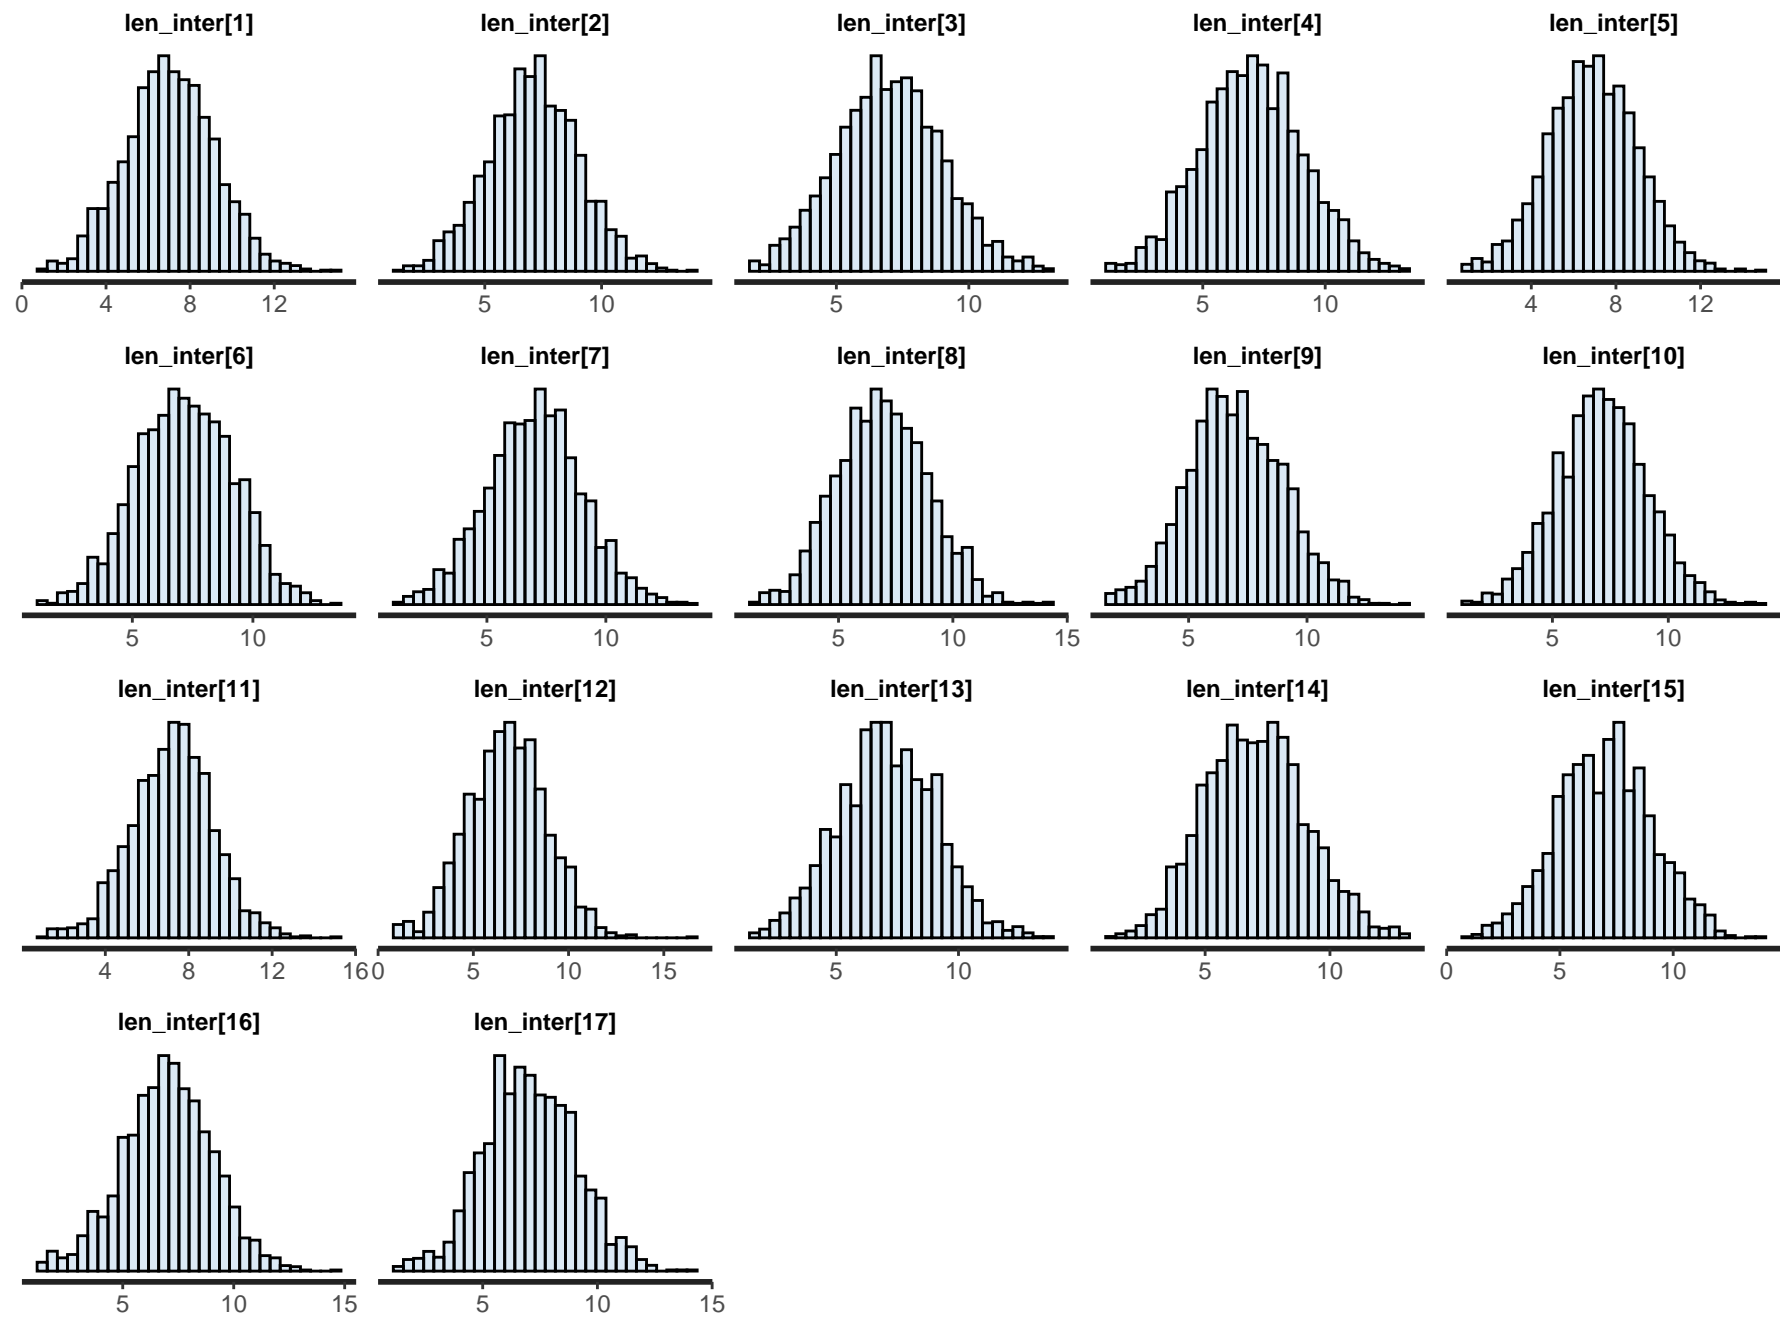 len_inter[1] len_inter[2] len_inter[3] len_inter[4] len_inter[5]
0 4 8 12 5 10 5 10 5 10 4 8 12
len_inter[6] len_inter[7] len_inter[8] len_inter[9] len_inter[10]
5 10 5 10 5 10 15 5 10 5 10
len_inter[11] len_inter[12] len_inter[13] len_inter[14] len_inter[15]
4 8 12 16 0 5 10 15 5 10 5 10 0 5 10
len_inter[16] len_inter[17]
5 10 15 5 10 15